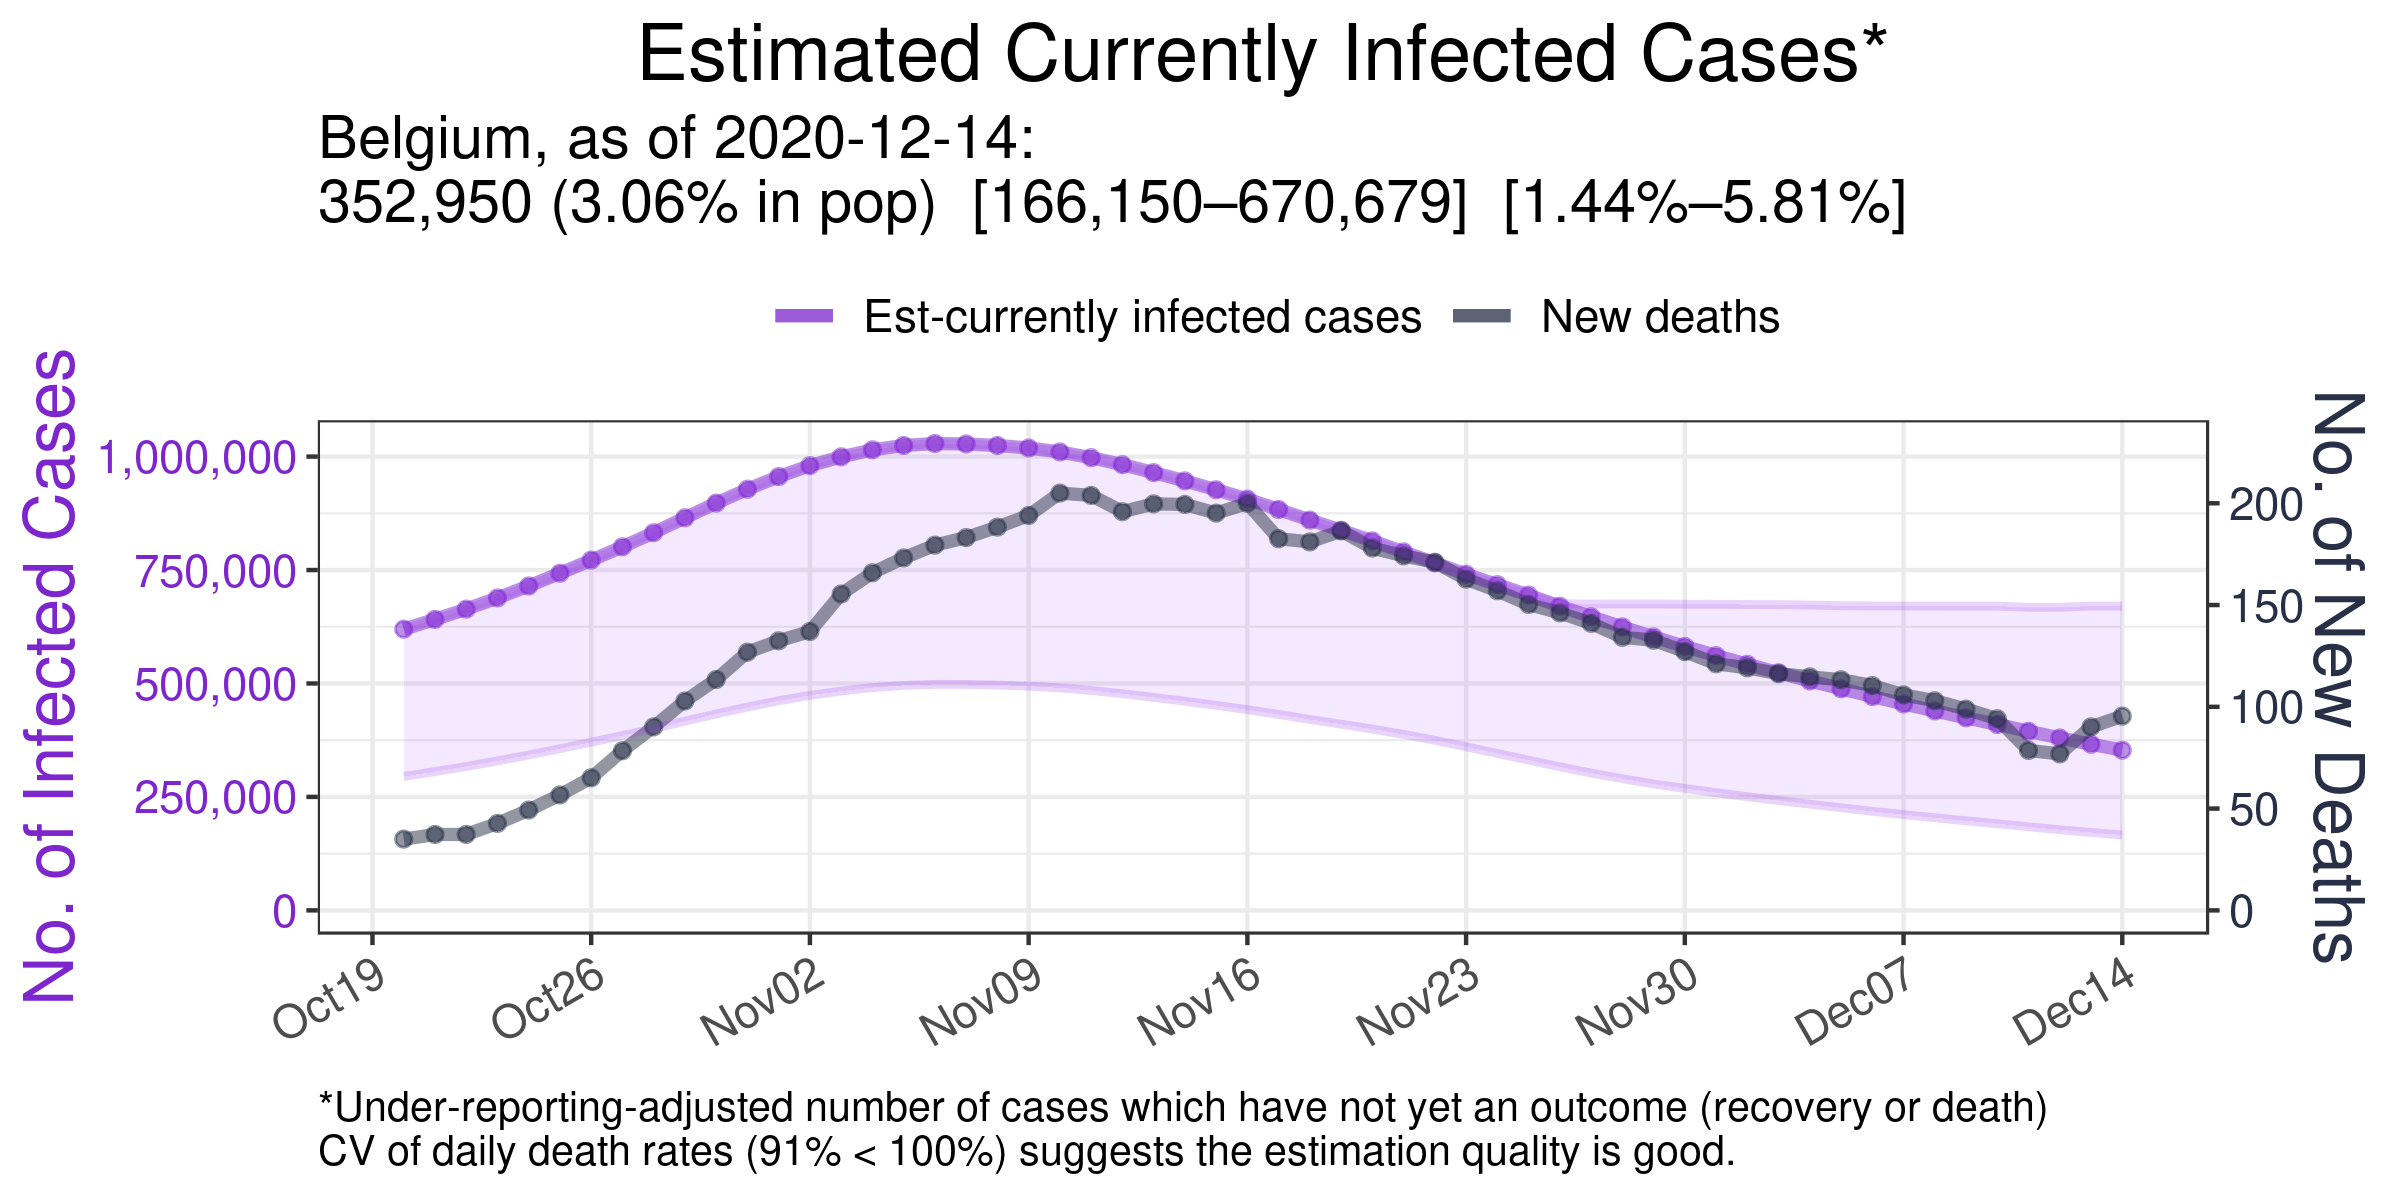 Estimated Currently Infected Cases*
Belgium, as of 2020-12-14:
352,950 (3.06% in pop)  [166,150–670,679]  [1.44%–5.81%]
Est-currently infected cases
New deaths
No. of Infected Cases
1,000,000
750,000
500,000
250,000
0
No. of New Deaths
200
150
100
50
0
Oct19
Oct26
Nov02
Nov09
Nov16
Nov23
Nov30
Dec07
Dec14
*Under-reporting-adjusted number of cases which have not yet an outcome (recovery or death)
CV of daily death rates (91% < 100%) suggests the estimation quality is good.